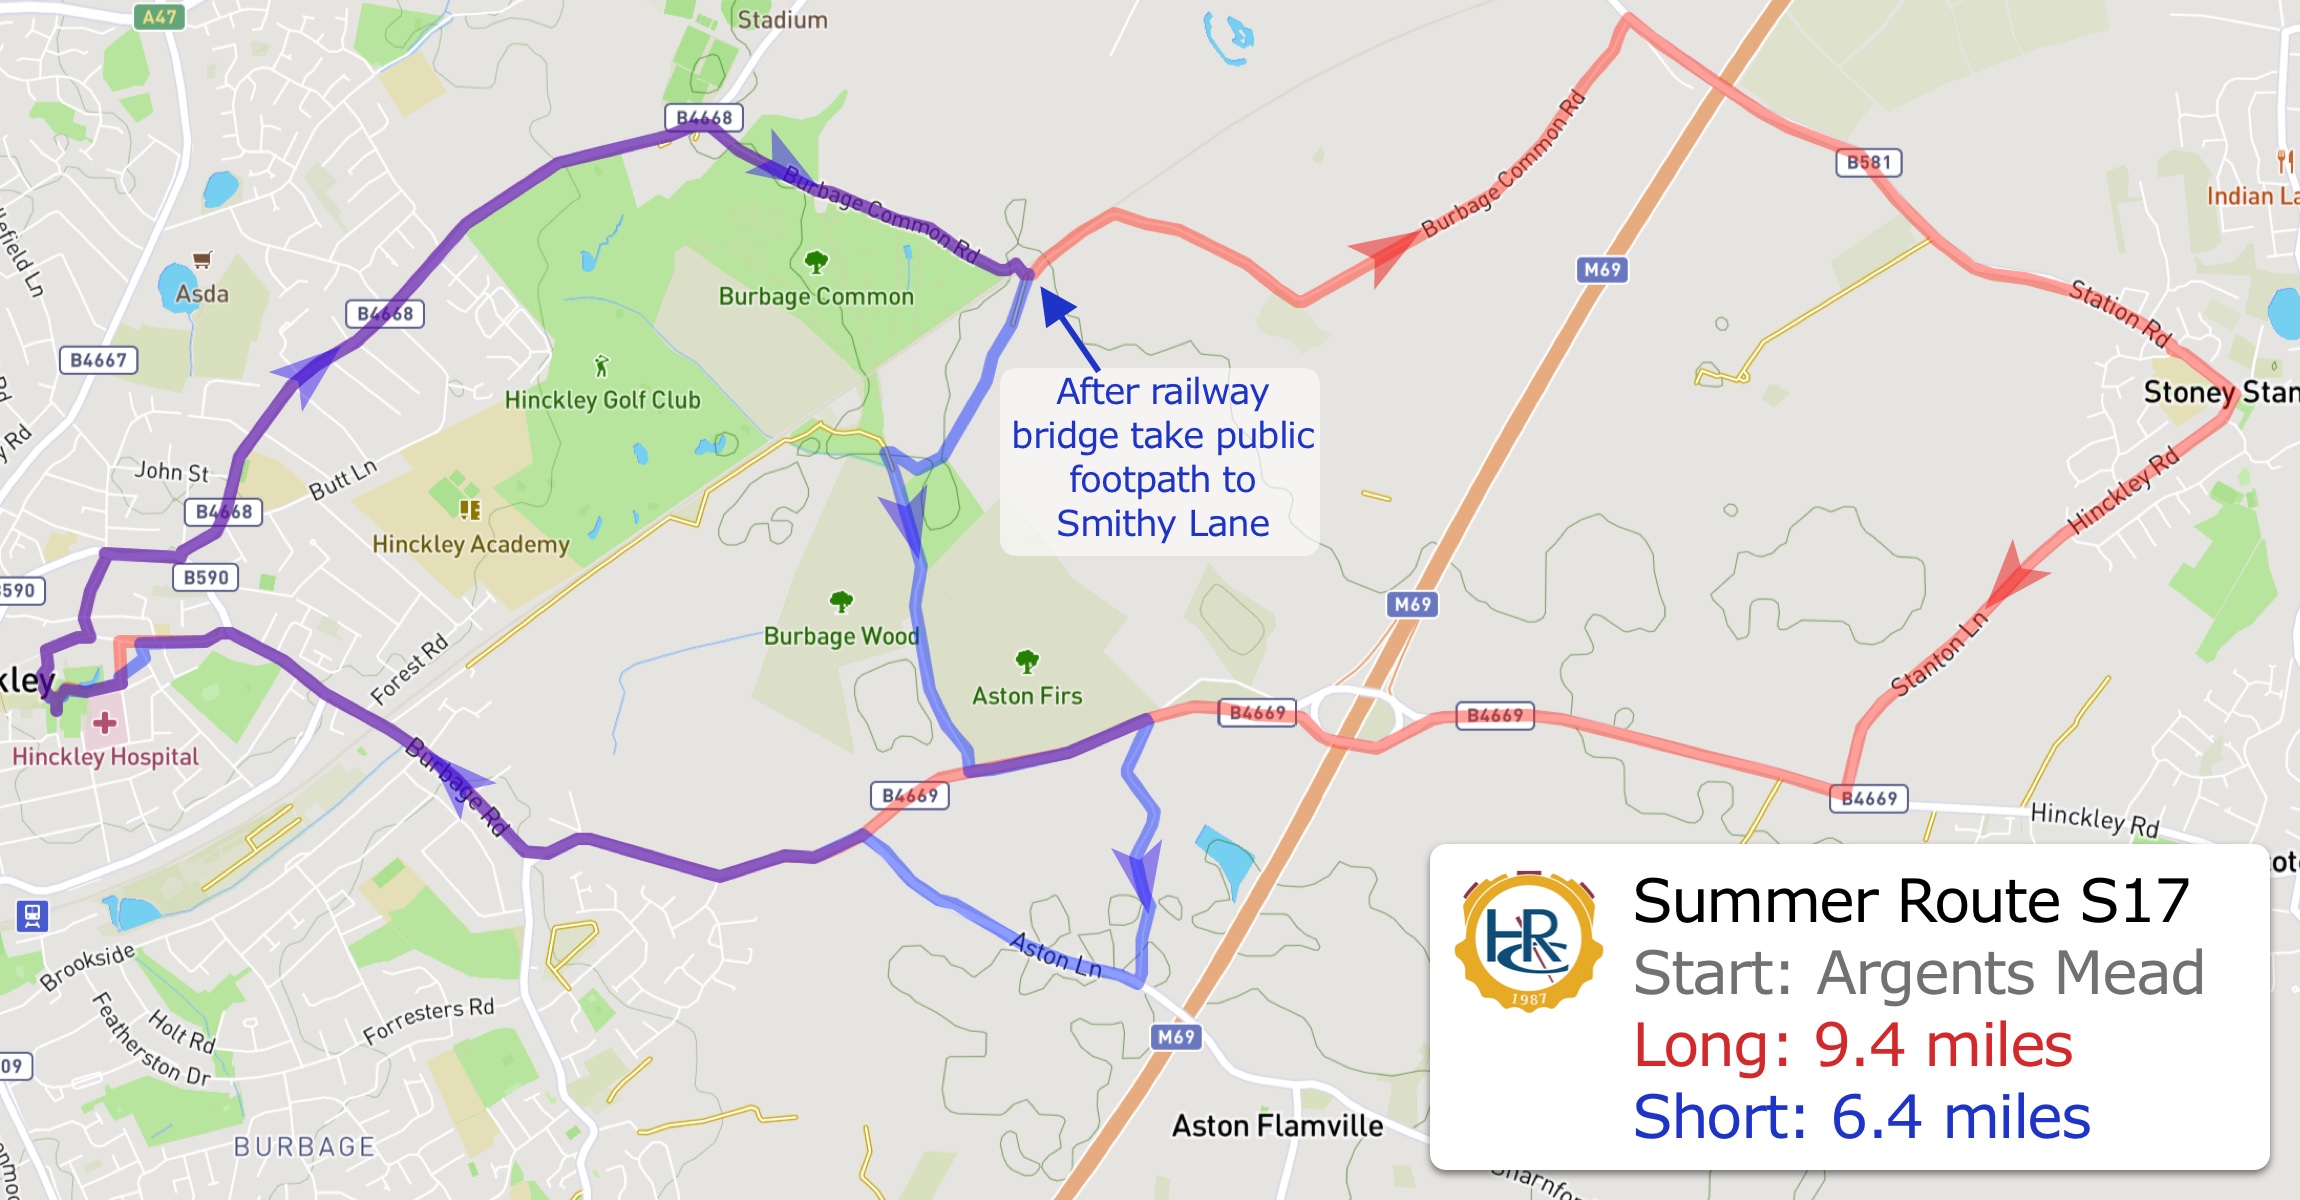 A47
Stadium
B4668
Burbage Common Rd
Burbage Common Rd
B581
Indian La
M69
Asda
Burbage Common
B4668
Station Rd
B4667
After railway
bridge take public
footpath to
Smithy Lane
Hinckley Golf Club
Stoney Stan
John St
Butt Ln
B4668
Hinckley Rd
Hinckley Academy
B590
B590
M69
Burbage Wood
Stanton Ln
Forest Rd
kley
Aston Firs
B4669
B4669
Hinckley Hospital
Burbage Rd
B4669
B4669
Hinckley Rd
Aston Ln
Brookside
Forresters Rd
Holt Rd
Featherston Dr
M69
09
Aston Flamville
BURBAGE
HRC
1987
Summer Route S17
Start: Argents Mead
Long: 9.4 miles
Short: 6.4 miles